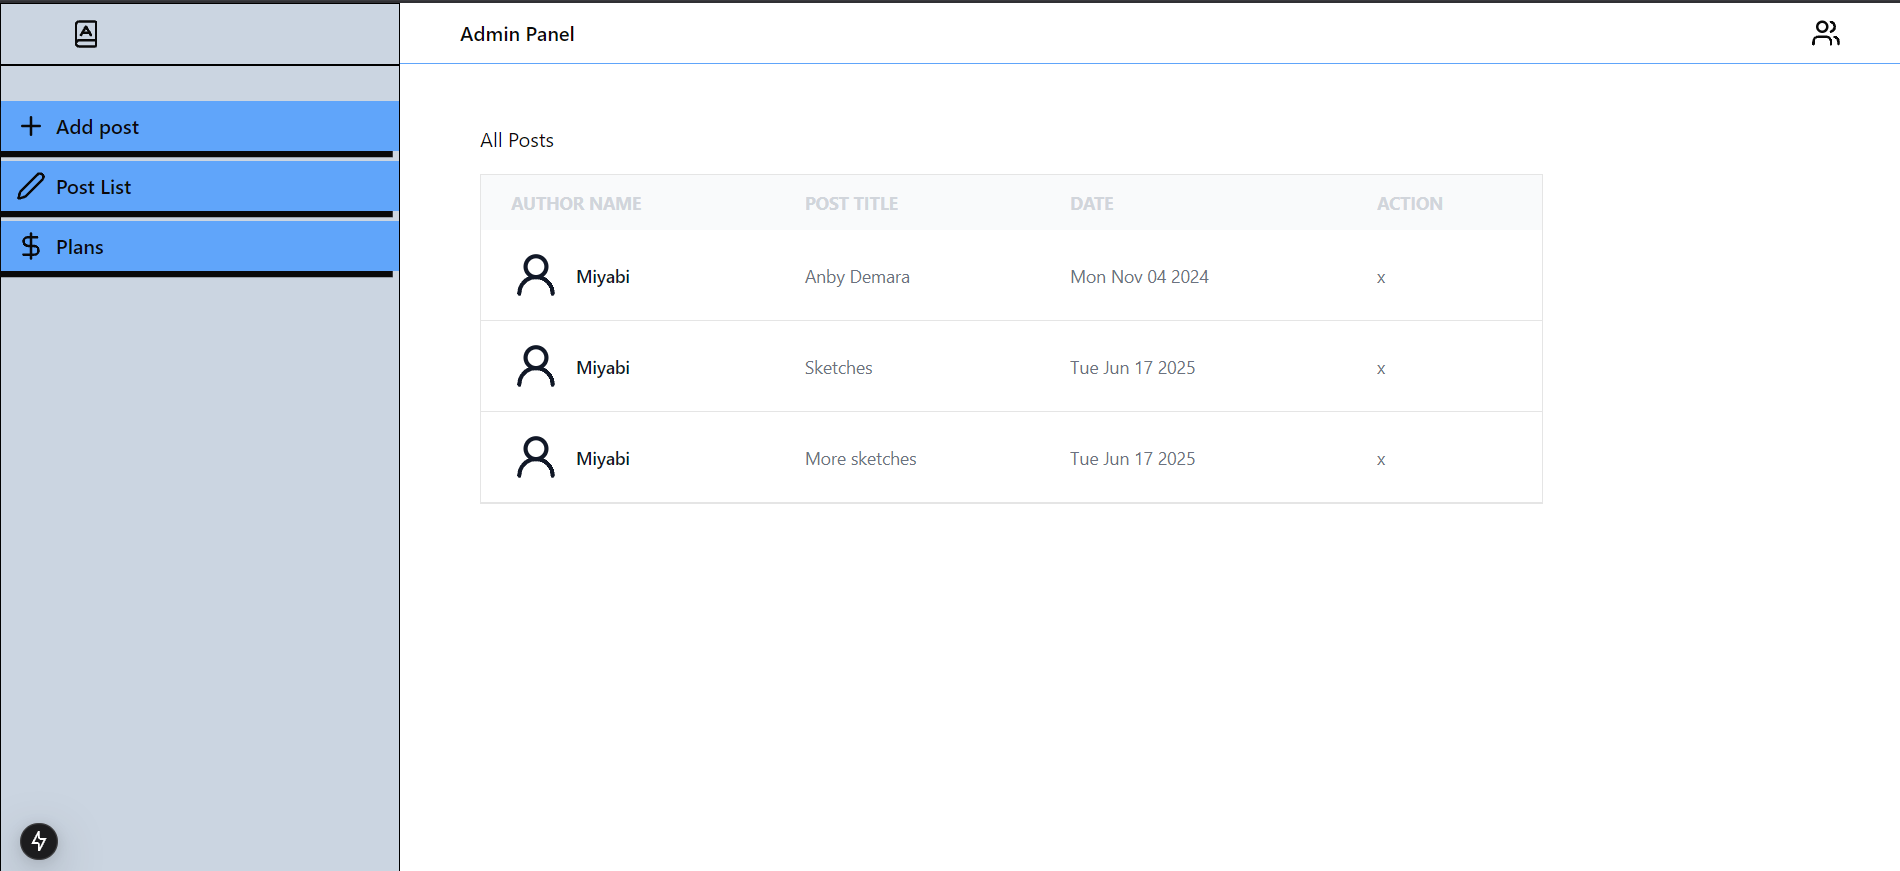 A
Admin Panel
Add post
Post List
Plans
All Posts
AUTHOR NAME POST TITLE DATE ACTION
Miyabi Anby Demara Mon Nov 04 2024 x
Miyabi Sketches Tue Jun 17 2025 x
Miyabi More sketches Tue Jun 17 2025 x